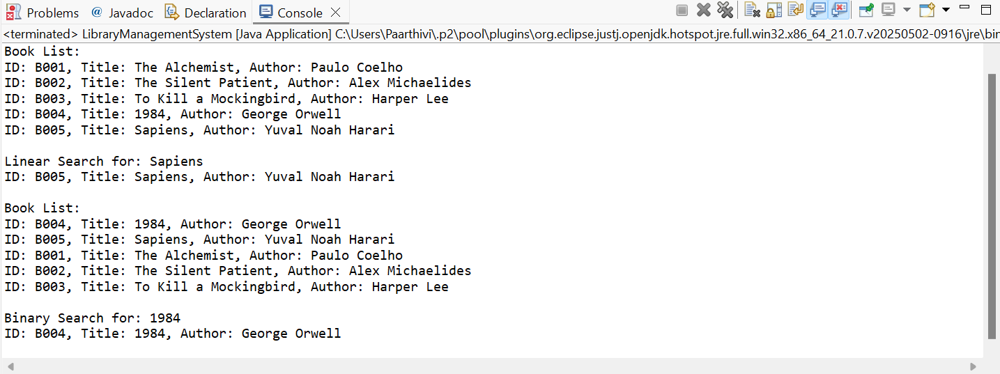 Problems @ Javadoc Declaration Console
<terminated> LibraryManagementSystem [Java Application] C:\Users\Paarthivi\.p2\pool\plugins\org.eclipse.justj.openjdk.hotspot.jre.full.win32.x86_64_21.0.7.v20250502-0916\jre\bin
Book List:
ID: B001, Title: The Alchemist, Author: Paulo Coelho
ID: B002, Title: The Silent Patient, Author: Alex Michaelides
ID: B003, Title: To Kill a Mockingbird, Author: Harper Lee
ID: B004, Title: 1984, Author: George Orwell
ID: B005, Title: Sapiens, Author: Yuval Noah Harari

Linear Search for: Sapiens
ID: B005, Title: Sapiens, Author: Yuval Noah Harari

Book List:
ID: B004, Title: 1984, Author: George Orwell
ID: B005, Title: Sapiens, Author: Yuval Noah Harari
ID: B001, Title: The Alchemist, Author: Paulo Coelho
ID: B002, Title: The Silent Patient, Author: Alex Michaelides
ID: B003, Title: To Kill a Mockingbird, Author: Harper Lee

Binary Search for: 1984
ID: B004, Title: 1984, Author: George Orwell